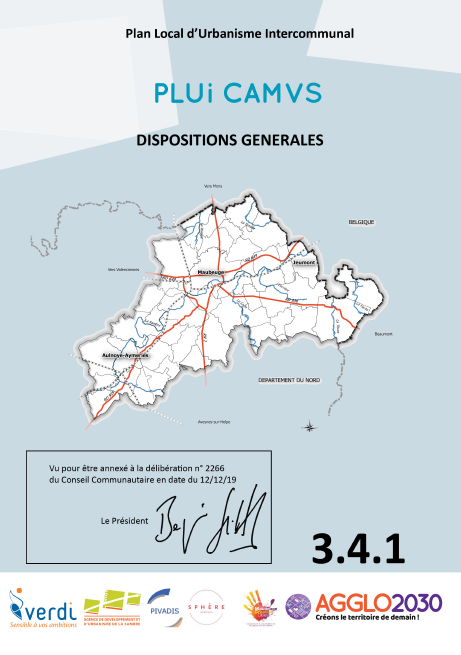 Plan Local d'Urbanisme Intercommunal
PLUi CAMVS
DISPOSITIONS GENERALES
Vers Mons
BELGIQUE
Vers Valenciennes
Maubeuge
Jeumont
Beaumont
Aulnoye-Aymeries
DEPARTEMENT DU NORD
Avesnes-sur-Helpe
Vu pour être annexé à la délibération n° 2266
du Conseil Communautaire en date du 12/12/19
Le Président
3.4.1
verdi
Sensible à vos ambitions
AGENCE DE DEVELOPPEMENT ET
D'URBANISME DE LA SAMBRE
PIVADIS
SPHÈRE
AGGLO2030
Créons le territoire de demain !